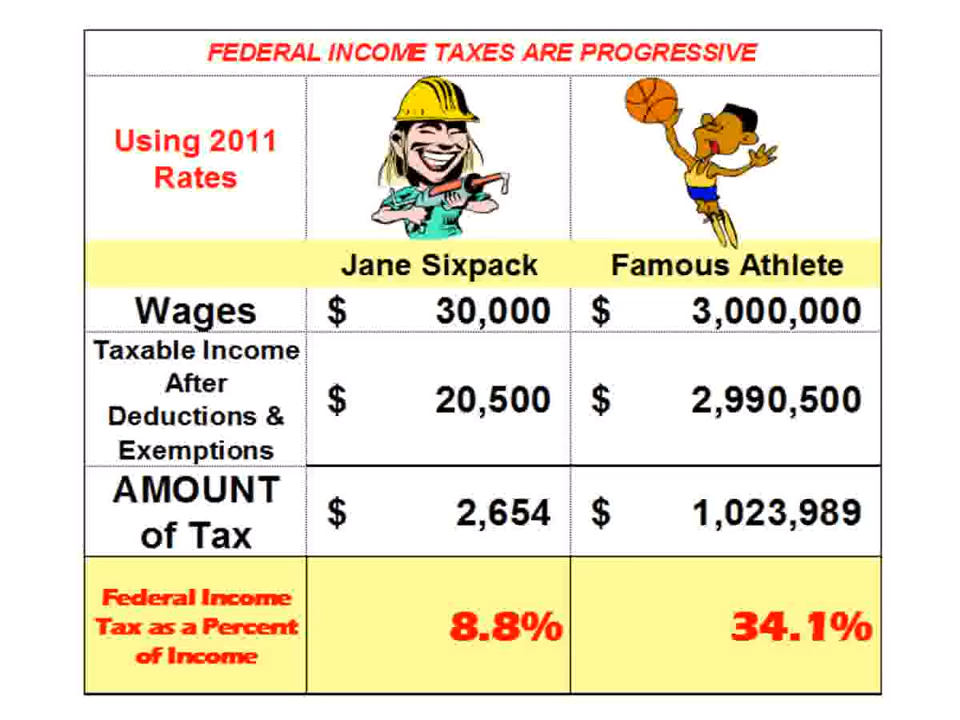 FEDERAL INCOME TAXES ARE PROGRESSIVE
Using 2011
Rates
Jane Sixpack Famous Athlete
Wages $ 30,000 $ 3,000,000
Taxable Income
After
Deductions &
Exemptions
$ 20,500 $ 2,990,500
AMOUNT
of Tax
$ 2,654 $ 1,023,989
Federal Income
Tax as a Percent
of Income
8.8% 34.1%